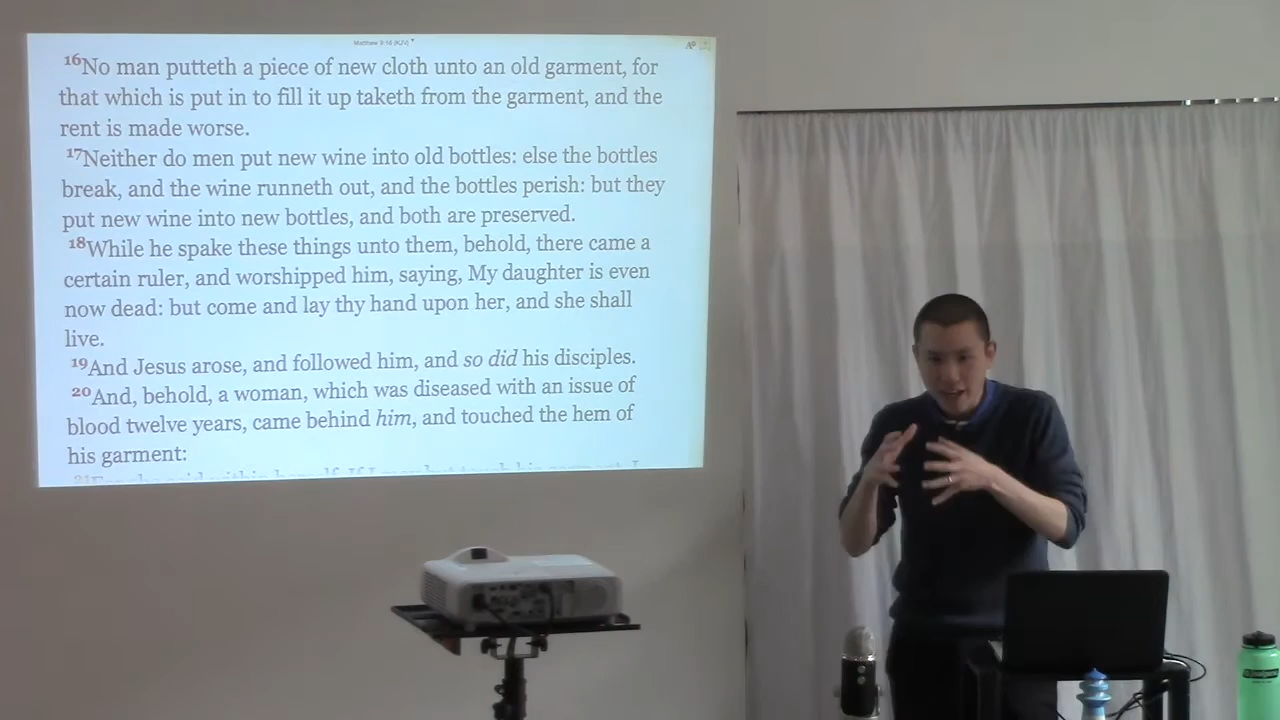 Matthew 9:16 (KJV)
16No man putteth a piece of new cloth unto an old garment, for
that which is put in to fill it up taketh from the garment, and the
rent is made worse.
17Neither do men put new wine into old bottles: else the bottles
break, and the wine runneth out, and the bottles perish: but they
put new wine into new bottles, and both are preserved.
18While he spake these things unto them, behold, there came a
certain ruler, and worshipped him, saying, My daughter is even
now dead: but come and lay thy hand upon her, and she shall
live.
19And Jesus arose, and followed him, and so did his disciples.
20And, behold, a woman, which was diseased with an issue of
blood twelve years, came behind him, and touched the hem of
his garment: